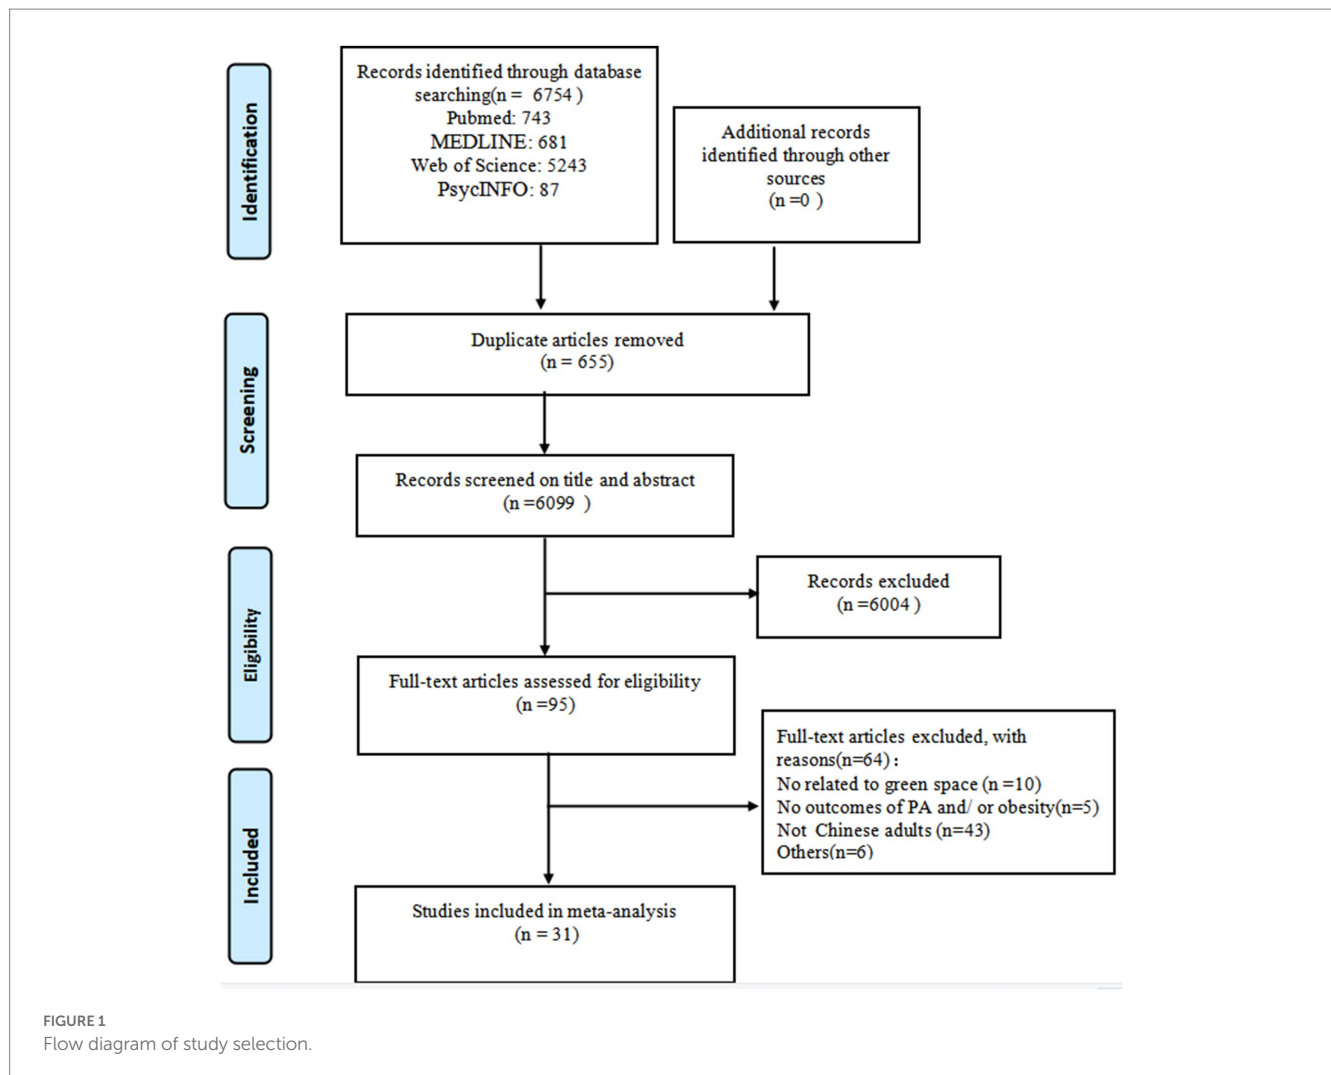 Identification
Records identified through database
searching(n = 6754 )
Pubmed: 743
MEDLINE: 681
Web of Science: 5243
PsycINFO: 87
Additional records
identified through other
sources
(n =0 )
Screening
Duplicate articles removed
(n = 655)
Records screened on title and abstract
(n =6099 )
Eligibility
Records excluded
(n =6004 )
Full-text articles assessed for eligibility
(n =95)
Full-text articles excluded, with
reasons(n=64) :
No related to green space (n =10)
No outcomes of PA and/ or obesity(n=5)
Not Chinese adults (n=43)
Others(n=6)
Included
Studies included in meta-analysis
(n = 31)
FIGURE 1
Flow diagram of study selection.